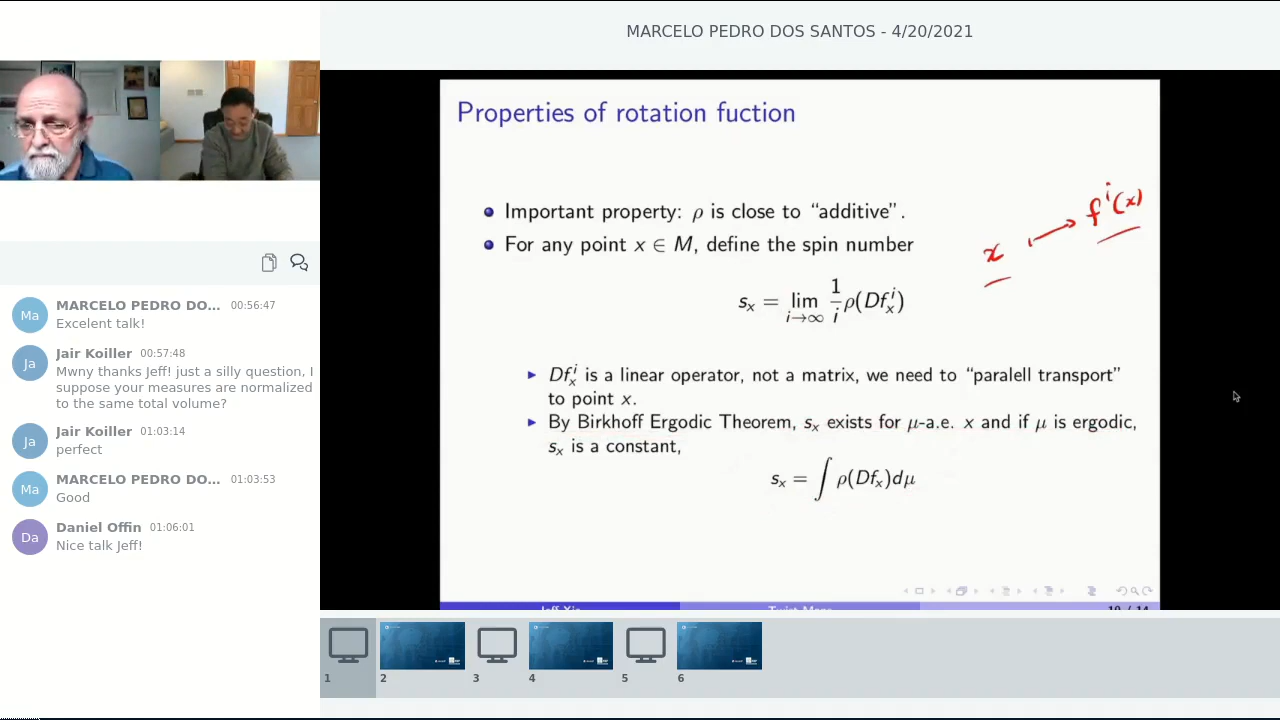 MARCELO PEDRO DOS SANTOS - 4/20/2021
Properties of rotation fuction
Important property: ρ is close to “additive”.
For any point x ∈ M, define the spin number
s_x = lim_{i→∞} 1/i ρ(Df_x^i)
x ↦ f^i(x)
Df_x^i is a linear operator, not a matrix, we need to “paralell transport”
to point x.
By Birkhoff Ergodic Theorem, s_x exists for μ-a.e. x and if μ is ergodic,
s_x is a constant,
s_x = ∫ ρ(Df_x)dμ
Twist Maps
Ma
MARCELO PEDRO DO... 00:56:47
Excelent talk!
Ja
Jair Koiller 00:57:48
Mwny thanks Jeff! just a silly question, I
suppose your measures are normalized
to the same total volume?
Ja
Jair Koiller 01:03:14
perfect
Ma
MARCELO PEDRO DO... 01:03:53
Good
Da
Daniel Offin 01:06:01
Nice talk Jeff!
1
2
3
4
5
6